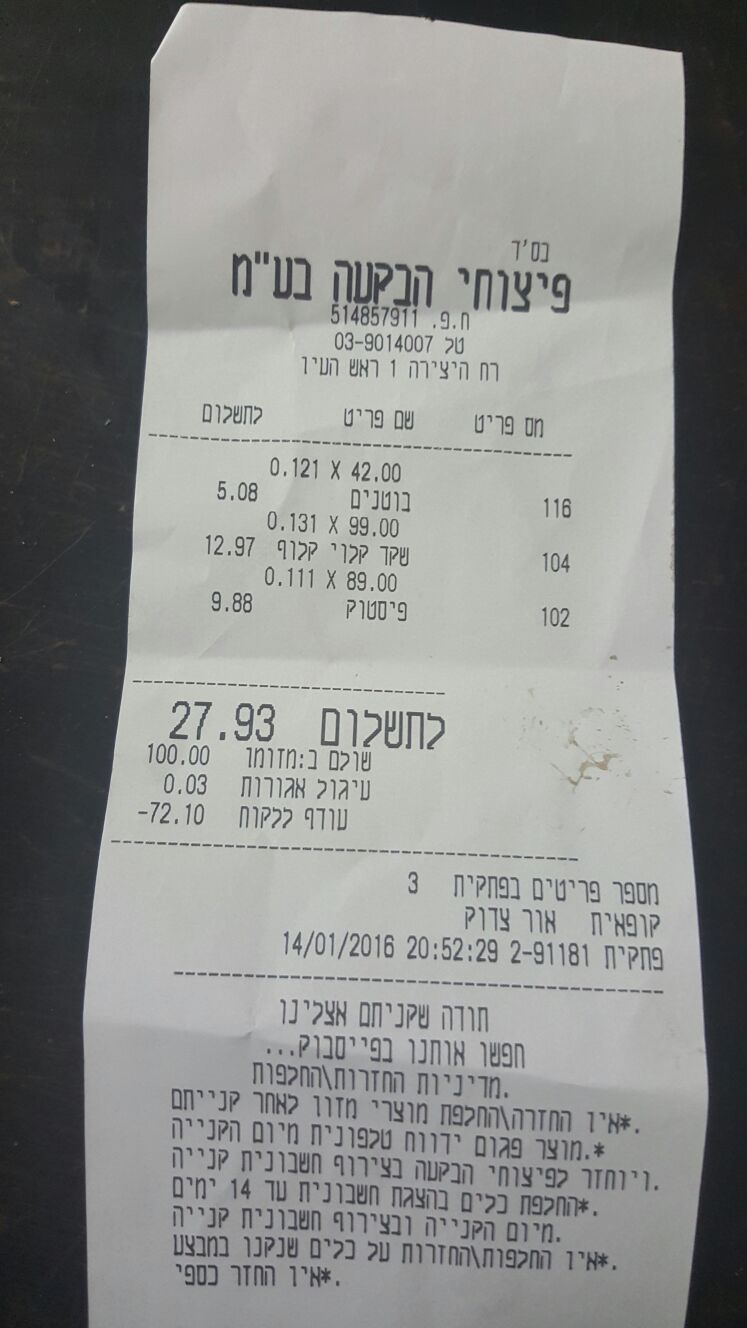 בס'ד
פיצוחי הבקעה בע"מ
ח.פ. 514857911
טל 03-9014007
רח היצירה 1 ראש העין
מס פריט שם פריט לתשלום
0.121 X 42.00
116 בוטנים 5.08
0.131 X 99.00
104 שקד קלוי קלוף 12.97
0.111 X 89.00
102 פיסטוק 9.88
לתשלום 27.93
שולם ב:מזומן 100.00
עיגול אגורות 0.03
עודף ללקוח -72.10
מספר פריטים בפתקית 3
קופאית אור צדוק
פתקית 2-91181 20:52:29 14/01/2016
תודה שקניתם אצלינו
חפשו אותנו בפייסבוק...
מדיניות החזרות\החלפות.
*אין החזרה\החלפת מוצרי מזון לאחר קנייתם.
*.מוצר פגום ידווח טלפונית מיום הקנייה
ויוחזר לפיצוחי הבקעה בצירוף חשבונית קנייה.
*החלפת כלים בהצגת חשבונית עד 14 ימים.
מיום הקנייה ובצירוף חשבונית קנייה.
*אין החלפות\החזרות על כלים שנקנו במבצע.
*אין החזר כספי.